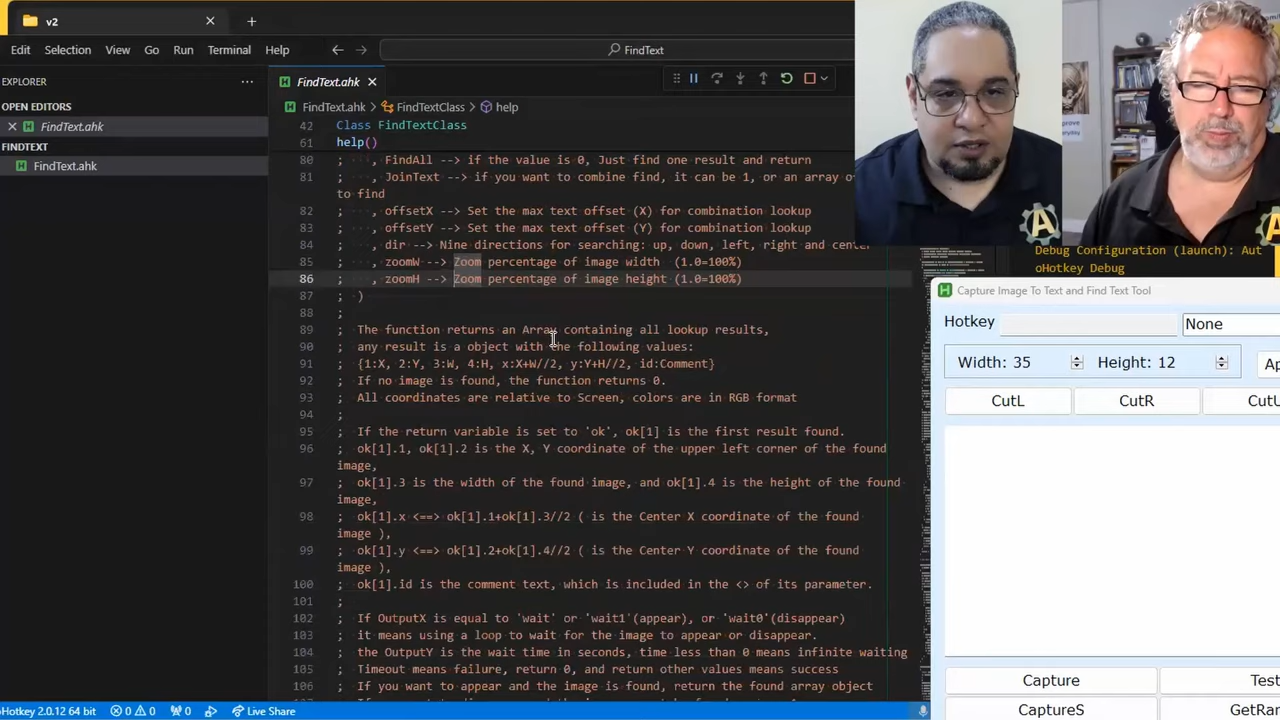 v2
Edit Selection View Go Run Terminal Help
FindText
EXPLORER
OPEN EDITORS
FindText.ahk
FINDTEXT
FindText.ahk
FindText.ahk
FindText.ahk > FindTextClass > help
42 Class FindTextClass
61 help()
80 ; , FindAll --> if the value is 0, Just find one result and return
81 ; , JoinText --> if you want to combine find, it can be 1, or an array o
to find
82 ; , offsetX --> Set the max text offset (X) for combination lookup
83 ; , offsetY --> Set the max text offset (Y) for combination lookup
84 ; , dir --> Nine directions for searching: up, down, left, right and center
85 ; , zoomW --> Zoom percentage of image width (1.0=100%)
86 ; , zoomH --> Zoom percentage of image height (1.0=100%)
87 ; )
88 ;
89 ; The function returns an Array containing all lookup results,
90 ; any result is a object with the following values:
91 ; {1:X, 2:Y, 3:W, 4:H, x:X+W//2, y:Y+H//2, id:Comment}
92 ; If no image is found, the function returns 0.
93 ; All coordinates are relative to Screen, colors are in RGB format
94 ;
95 ; If the return variable is set to 'ok', ok[1] is the first result found.
96 ; ok[1].1, ok[1].2 is the X, Y coordinate of the upper left corner of the found
image,
97 ; ok[1].3 is the width of the found image, and ok[1].4 is the height of the found
image,
98 ; ok[1].x <==> ok[1].1+ok[1].3//2 ( is the Center X coordinate of the found
image ),
99 ; ok[1].y <==> ok[1].2+ok[1].4//2 ( is the Center Y coordinate of the found
image ),
100 ; ok[1].id is the comment text, which is included in the <> of its parameter.
101 ;
102 ; If OutputX is equal to 'wait' or 'wait1'(appear), or 'wait0'(disappear)
103 ; it means using a loop to wait for the image to appear or disappear.
104 ; the OutputY is the wait time in seconds, time less than 0 means infinite waiting
105 ; Timeout means failure, return 0, and return other values means success
106 ; If you want to appear and the image is found, return the found array object
Debug Configuration (launch): Aut
oHotkey Debug
Capture Image To Text and Find Text Tool
Hotkey None
Width: 35 Height: 12
CutL CutR CutU
Capture Test
CaptureS GetRan
Hotkey 2.0.12 64 bit 0 0 0 Live Share